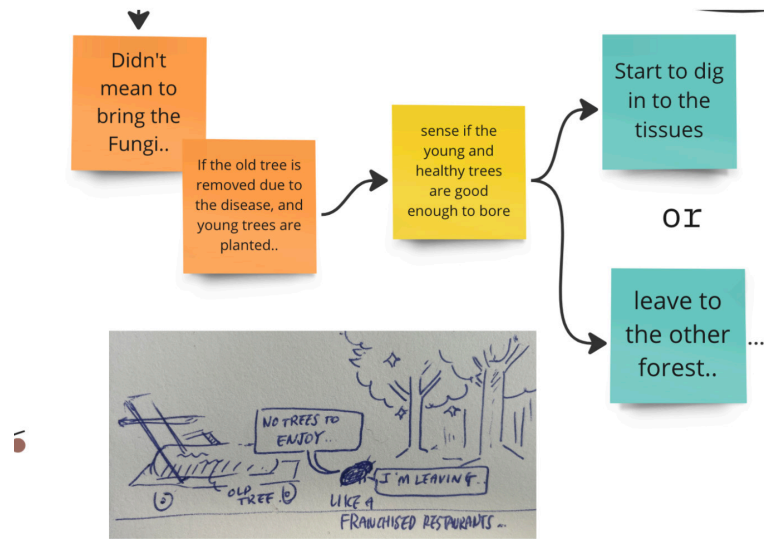 Didn't
mean to
bring the
Fungi..
If the old tree is
removed due to
the disease, and
young trees are
planted..
sense if the
young and
healthy trees
are good
enough to bore
Start to dig
in to the
tissues
or
leave to
the other
forest..
...
NO TREES TO
ENJOY..
I'M LEAVING..
OLD
TREE
LIKE A
FRANCHISED RESTAURANTS..